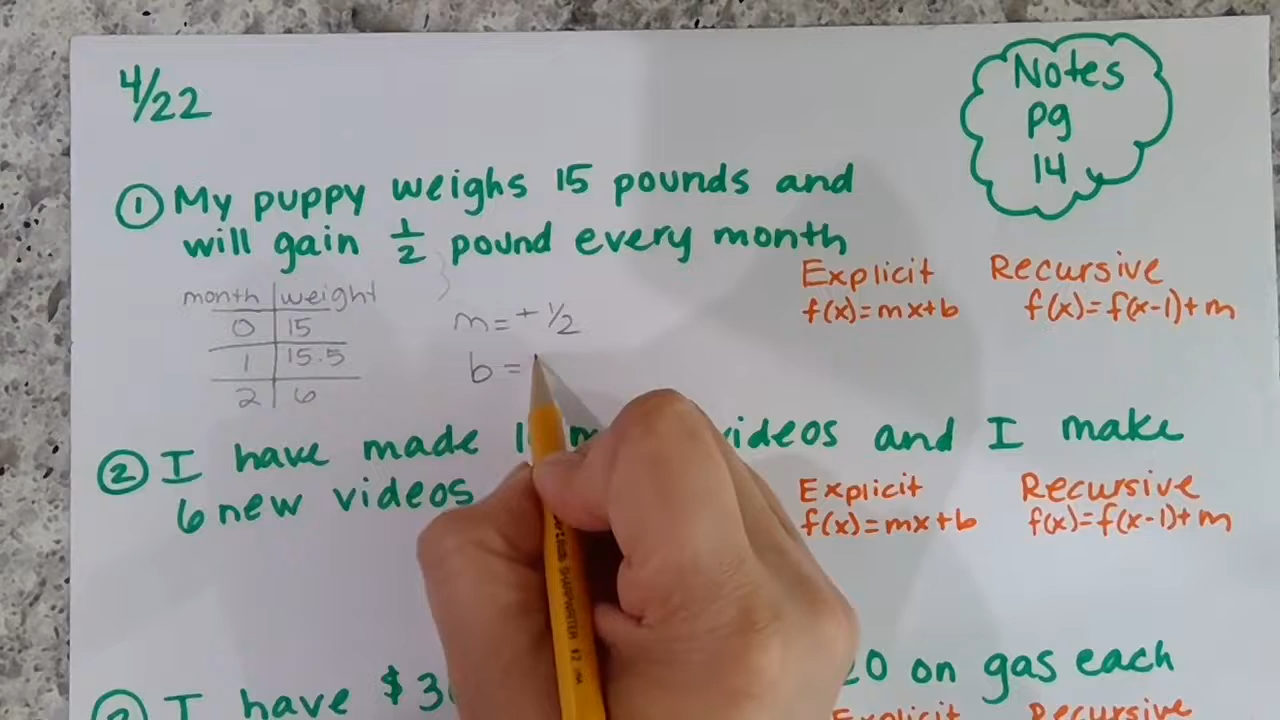 4/22
Notes
pg
14
① My puppy weighs 15 pounds and
will gain 1/2 pound every month
month weight
0 15
1 15.5
2 6
m=+1/2
b=
Explicit Recursive
f(x)=mx+b f(x)=f(x-1)+m
② I have made videos and I make
6 new videos
Explicit Recursive
f(x)=mx+b f(x)=f(x-1)+m
I have $ on gas each
Explicit Recursive